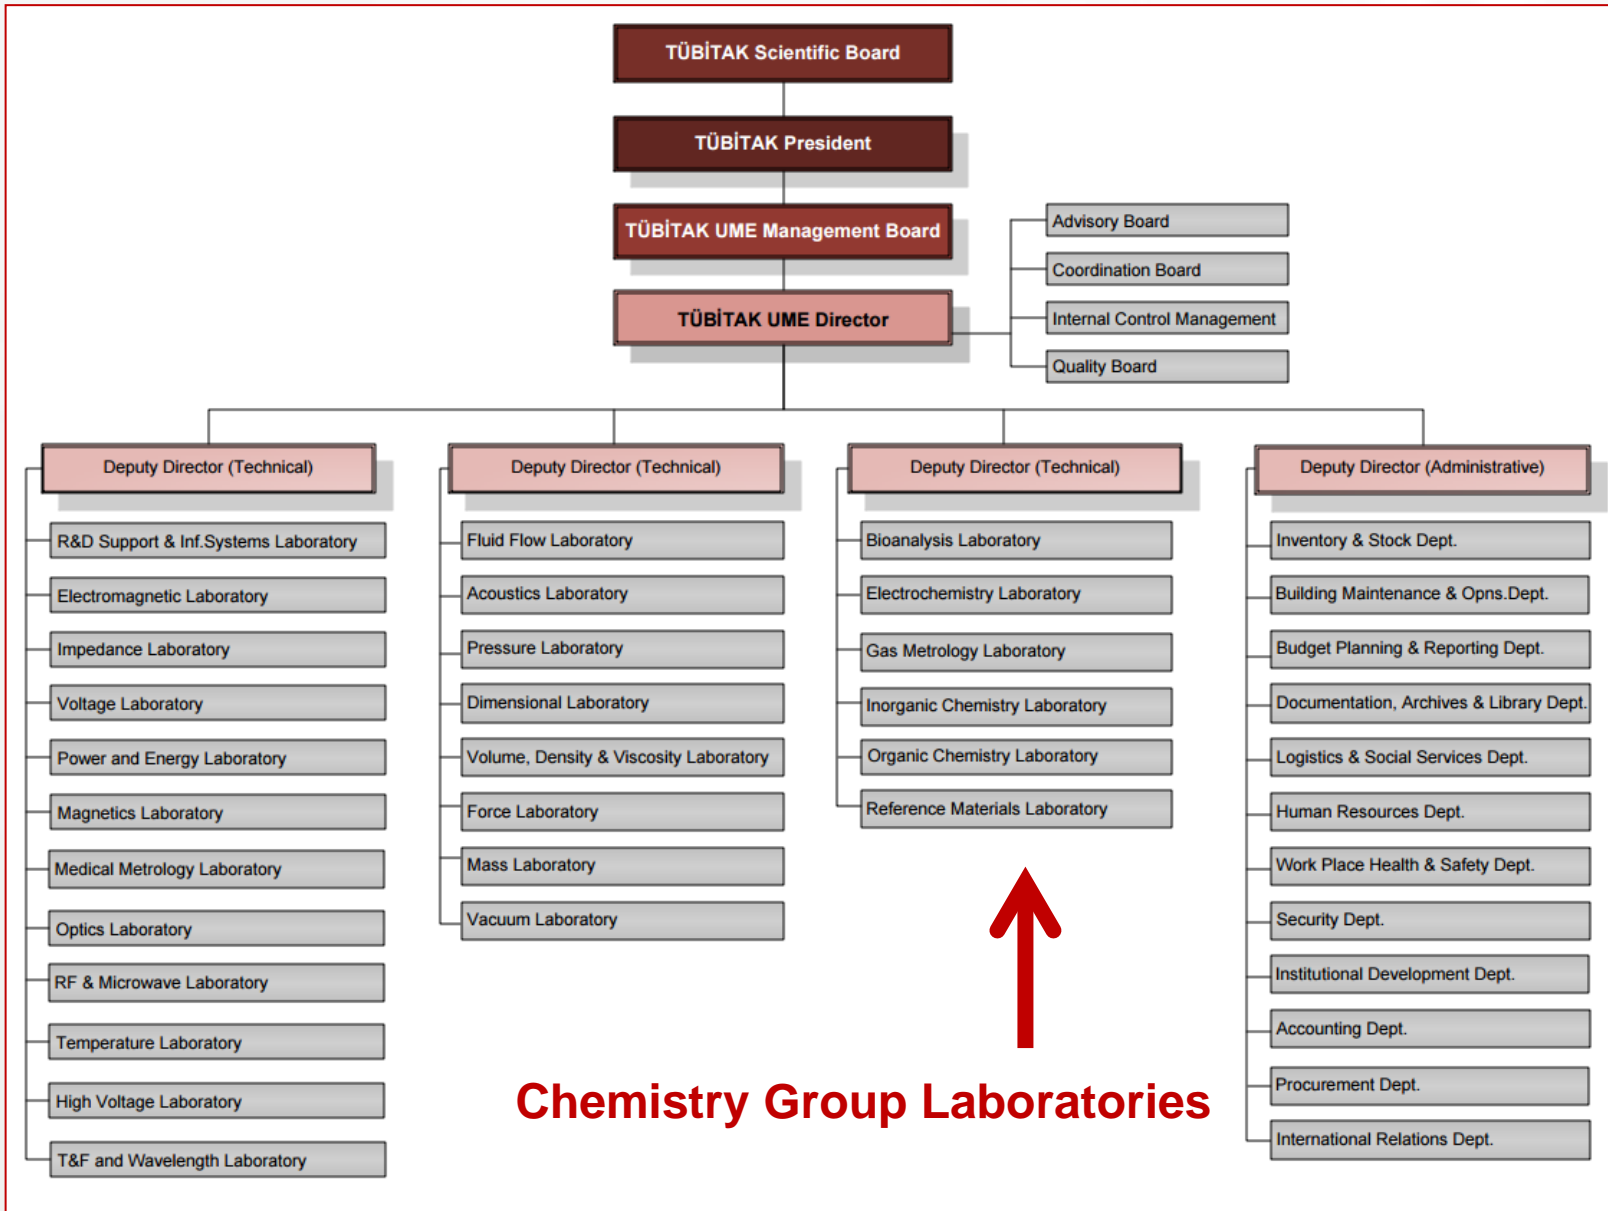 TÜBİTAK Scientific Board
TÜBİTAK President
TÜBİTAK UME Management Board
TÜBİTAK UME Director
Advisory Board
Coordination Board
Internal Control Management
Quality Board
Deputy Director (Technical)
R&D Support & Inf.Systems Laboratory
Electromagnetic Laboratory
Impedance Laboratory
Voltage Laboratory
Power and Energy Laboratory
Magnetics Laboratory
Medical Metrology Laboratory
Optics Laboratory
RF & Microwave Laboratory
Temperature Laboratory
High Voltage Laboratory
T&F and Wavelength Laboratory
Deputy Director (Technical)
Fluid Flow Laboratory
Acoustics Laboratory
Pressure Laboratory
Dimensional Laboratory
Volume, Density & Viscosity Laboratory
Force Laboratory
Mass Laboratory
Vacuum Laboratory
Deputy Director (Technical)
Bioanalysis Laboratory
Electrochemistry Laboratory
Gas Metrology Laboratory
Inorganic Chemistry Laboratory
Organic Chemistry Laboratory
Reference Materials Laboratory
Chemistry Group Laboratories
Deputy Director (Administrative)
Inventory & Stock Dept.
Building Maintenance & Opns.Dept.
Budget Planning & Reporting Dept.
Documentation, Archives & Library Dept.
Logistics & Social Services Dept.
Human Resources Dept.
Work Place Health & Safety Dept.
Security Dept.
Institutional Development Dept.
Accounting Dept.
Procurement Dept.
International Relations Dept.